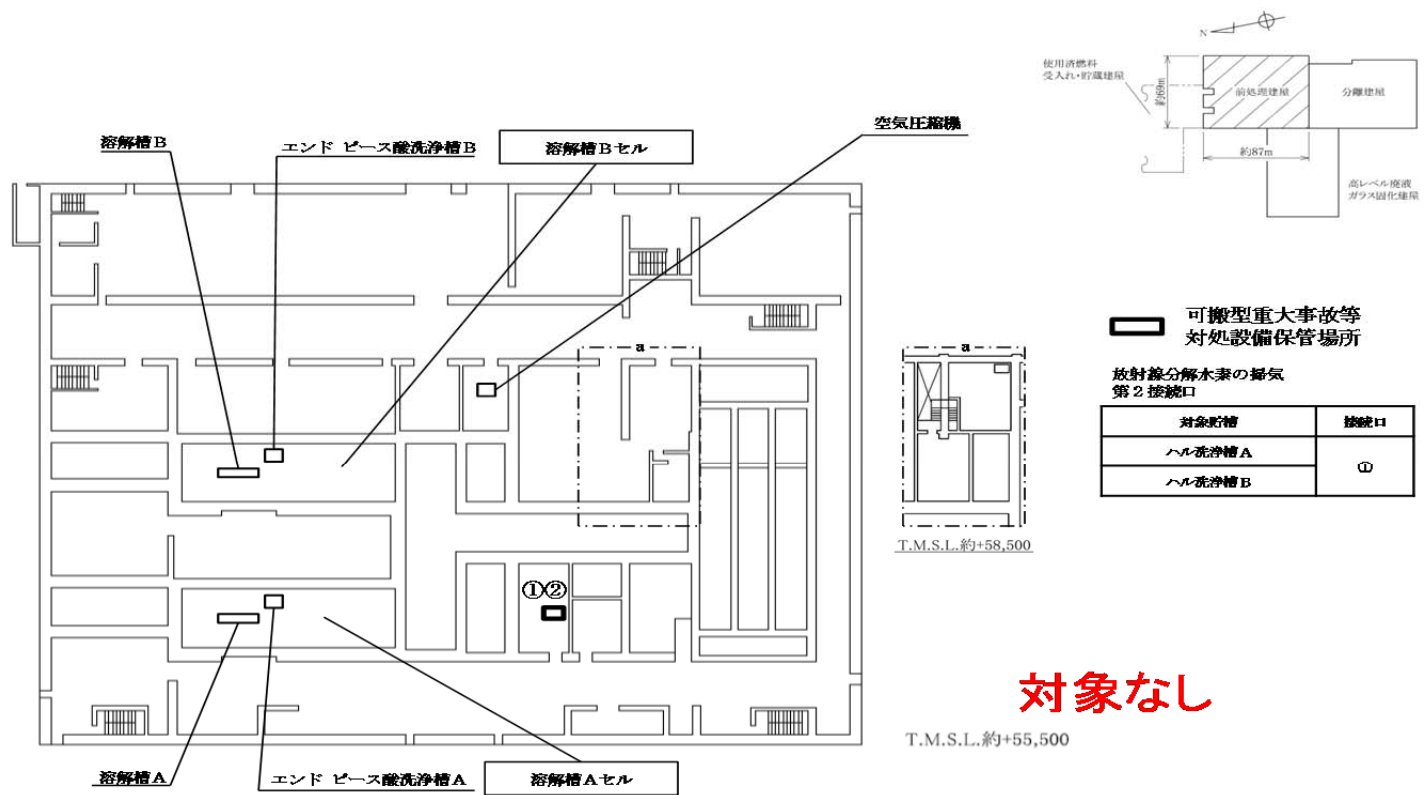 N
使用済燃料
受入れ・貯蔵建屋
約69m
前処理建屋
分離建屋
約87m
高レベル廃液
ガラス固化建屋
溶解槽B
エンド ピース酸洗浄槽B
溶解槽Bセル
空気圧縮機
a
①②
溶解槽A
エンド ピース酸洗浄槽A
溶解槽Aセル
a
T.M.S.L.約+58,500
可搬型重大事故等
対処設備保管場所
放射線分解水素の掃気
第2接続口
対象貯槽 接続口
ハル洗浄槽A
①
ハル洗浄槽B
対象なし
T.M.S.L.約+55,500